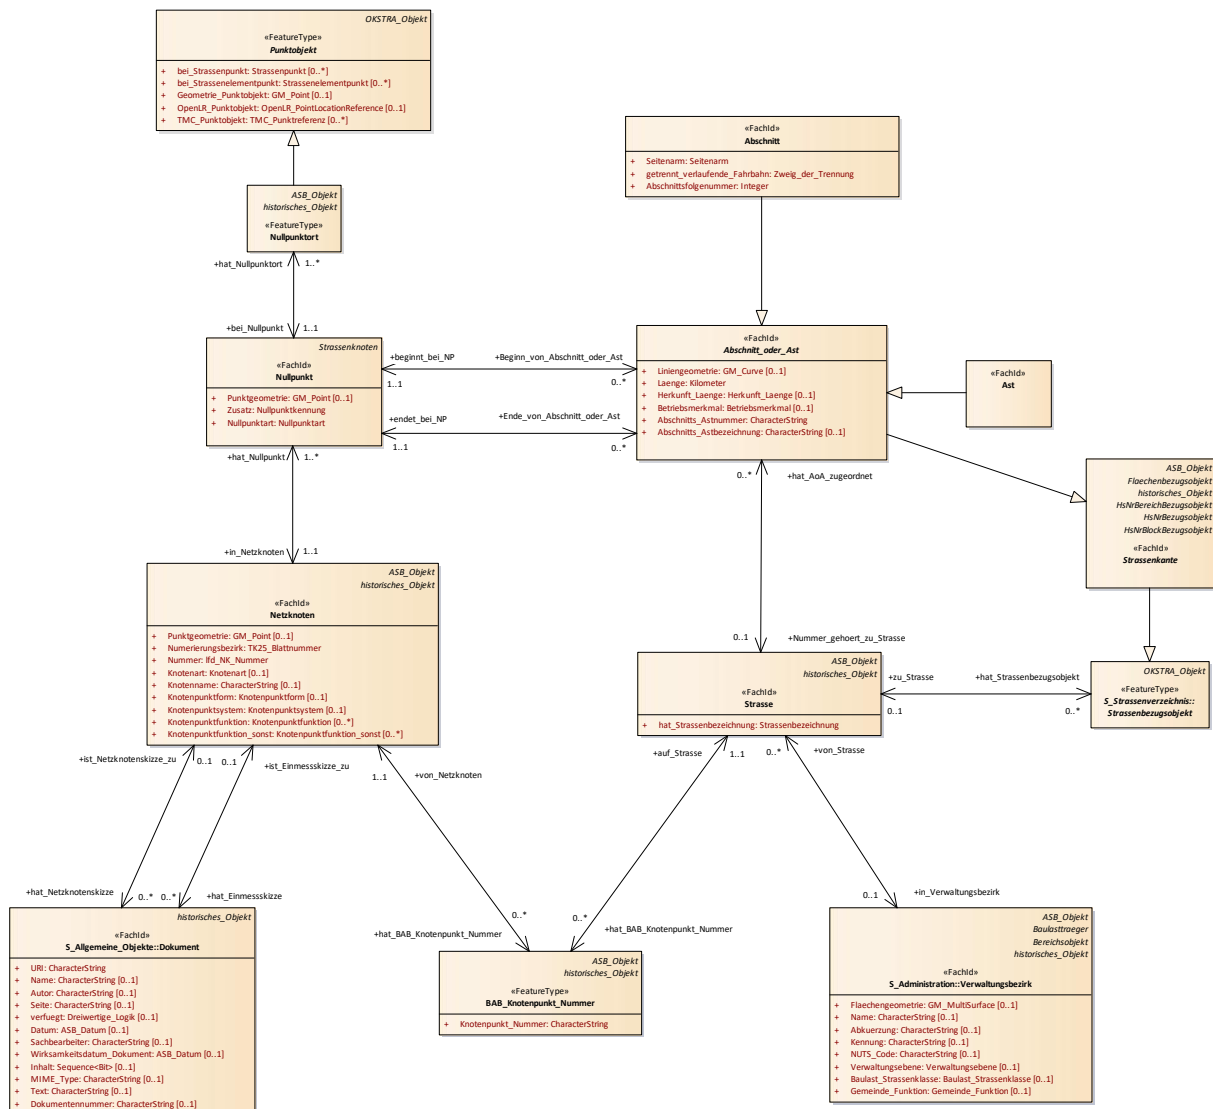 OKSTRA_Objekt
«FeatureType»
Punktobjekt
+ bei_Strassenpunkt: Strassenpunkt [0..*]
+ bei_Strassenelementpunkt: Strassenelementpunkt [0..*]
+ Geometrie_Punktobjekt: GM_Point [0..1]
+ OpenLR_Punktobjekt: OpenLR_PointLocationReference [0..1]
+ TMC_Punktobjekt: TMC_Punktreferenz [0..*]
«FachId»
Abschnitt
+ Seitenarm: Seitenarm
+ getrennt_verlaufende_Fahrbahn: Zweig_der_Trennung
+ Abschnittsfolgenummer: Integer
ASB_Objekt
historisches_Objekt
«FeatureType»
Nullpunktort
+hat_Nullpunktort 1..*
+bei_Nullpunkt 1..1
Strassenknoten
«FachId»
Nullpunkt
+ Punktgeometrie: GM_Point [0..1]
+ Zusatz: Nullpunktkennung
+ Nullpunktart: Nullpunktart
+beginnt_bei_NP +Beginn_von_Abschnitt_oder_Ast
1..1 0..*
+endet_bei_NP +Ende_von_Abschnitt_oder_Ast
1..1 0..*
«FachId»
Abschnitt_oder_Ast
+ Liniengeometrie: GM_Curve [0..1]
+ Laenge: Kilometer
+ Herkunft_Laenge: Herkunft_Laenge [0..1]
+ Betriebsmerkmal: Betriebsmerkmal [0..1]
+ Abschnitts_Astnummer: CharacterString
+ Abschnitts_Astbezeichnung: CharacterString [0..1]
«FachId»
Ast
+hat_Nullpunkt 1..*
0..* +hat_AoA_zugeordnet
ASB_Objekt
Flaechenbezugsobjekt
historisches_Objekt
HsNrBereichBezugsobjekt
HsNrBezugsobjekt
HsNrBlockBezugsobjekt
«FachId»
Strassenkante
+in_Netzknoten 1..1
ASB_Objekt
historisches_Objekt
«FachId»
Netzknoten
+ Punktgeometrie: GM_Point [0..1]
+ Numerierungsbezirk: TK25_Blattnummer
+ Nummer: lfd_NK_Nummer
+ Knotenart: Knotenart [0..1]
+ Knotenname: CharacterString [0..1]
+ Knotenpunktform: Knotenpunktform [0..1]
+ Knotenpunktsystem: Knotenpunktsystem [0..1]
+ Knotenpunktfunktion: Knotenpunktfunktion [0..*]
+ Knotenpunktfunktion_sonst: Knotenpunktfunktion_sonst [0..*]
0..1 +Nummer_gehoert_zu_Strasse
ASB_Objekt
historisches_Objekt
«FachId»
Strasse
+ hat_Strassenbezeichnung: Strassenbezeichnung
+zu_Strasse +hat_Strassenbezugsobjekt
0..1 0..*
OKSTRA_Objekt
«FeatureType»
S_Strassenverzeichnis::
Strassenbezugsobjekt
+ist_Netzknotenskizze_zu 0..1
0..1 +ist_Einmessskizze_zu
1..1 +von_Netzknoten
+auf_Strasse 1..1
0..* +von_Strasse
+hat_Netzknotenskizze 0..*
0..* +hat_Einmessskizze
0..*
+hat_BAB_Knotenpunkt_Nummer
0..*
+hat_BAB_Knotenpunkt_Nummer
0..1 +in_Verwaltungsbezirk
historisches_Objekt
«FachId»
S_Allgemeine_Objekte::Dokument
+ URI: CharacterString
+ Name: CharacterString [0..1]
+ Autor: CharacterString [0..1]
+ Seite: CharacterString [0..1]
+ verfuegt: Dreiwertige_Logik [0..1]
+ Datum: ASB_Datum [0..1]
+ Sachbearbeiter: CharacterString [0..1]
+ Wirksamkeitsdatum_Dokument: ASB_Datum [0..1]
+ Inhalt: Sequence<Bit> [0..1]
+ MIME_Type: CharacterString [0..1]
+ Text: CharacterString [0..1]
+ Dokumentennummer: CharacterString [0..1]
ASB_Objekt
historisches_Objekt
«FeatureType»
BAB_Knotenpunkt_Nummer
+ Knotenpunkt_Nummer: CharacterString
ASB_Objekt
Baulasttraeger
Bereichsobjekt
historisches_Objekt
«FachId»
S_Administration::Verwaltungsbezirk
+ Flaechengeometrie: GM_MultiSurface [0..1]
+ Name: CharacterString [0..1]
+ Abkuerzung: CharacterString [0..1]
+ Kennung: CharacterString [0..1]
+ NUTS_Code: CharacterString [0..1]
+ Verwaltungsebene: Verwaltungsebene [0..1]
+ Baulast_Strassenklasse: Baulast_Strassenklasse [0..1]
+ Gemeinde_Funktion: Gemeinde_Funktion [0..1]